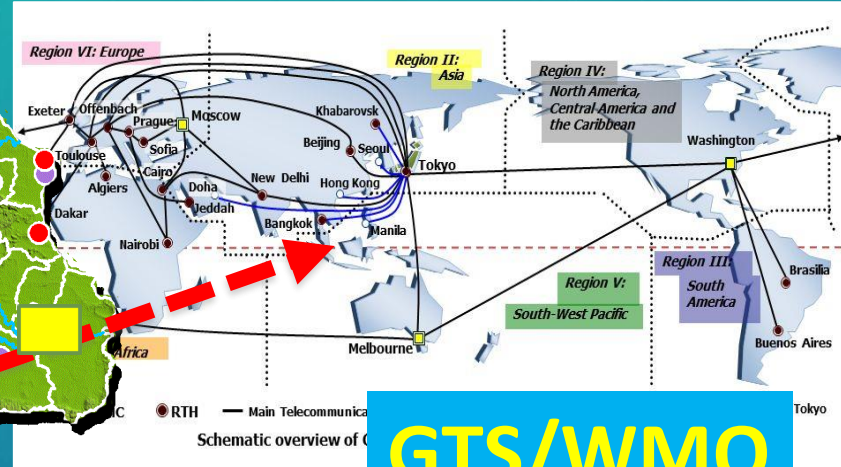 Region VI: Europe
Region II:
Asia
Region IV:
North America,
Central America and
the Caribbean
Exeter
Offenbach
Prague
Moscow
Khabarovsk
Washington
Toulouse
Sofia
Beijing
Seoul
Tokyo
Algiers
Cairo
Doha
New Delhi
Hong Kong
Jeddah
Dakar
Bangkok
Manila
Nairobi
Region III:
South
America
Brasilia
Region V:
South-West Pacific
Buenos Aires
Melbourne
Africa
RTH
Main
Tokyo
Schematic overview of
GTS/WMO